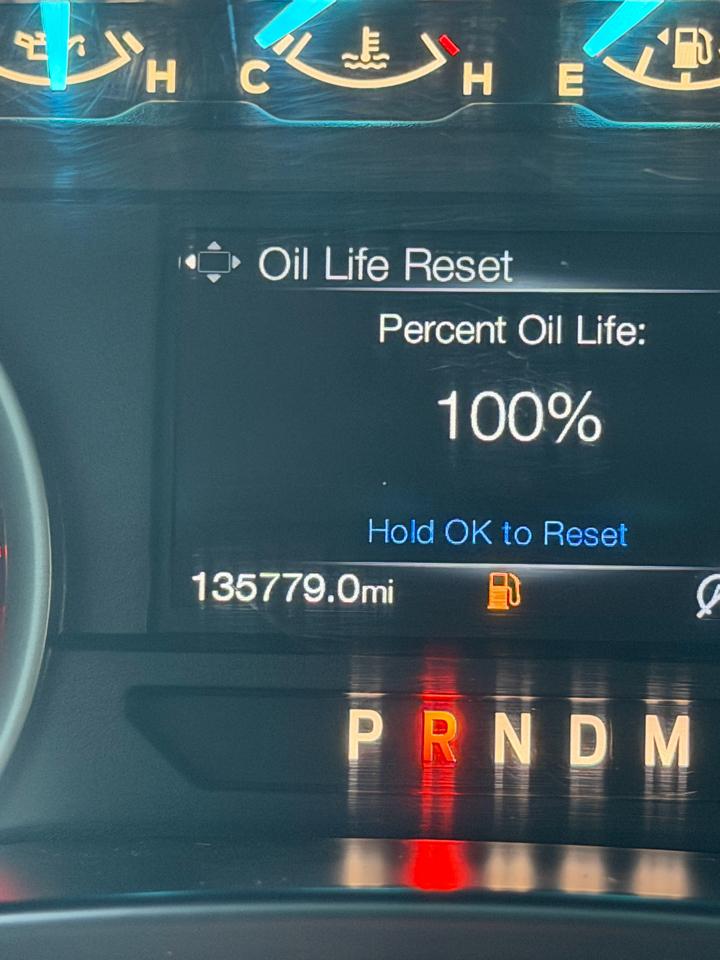 H C H E
Oil Life Reset
Percent Oil Life:
100%
Hold OK to Reset
135779.0mi
P R N D M